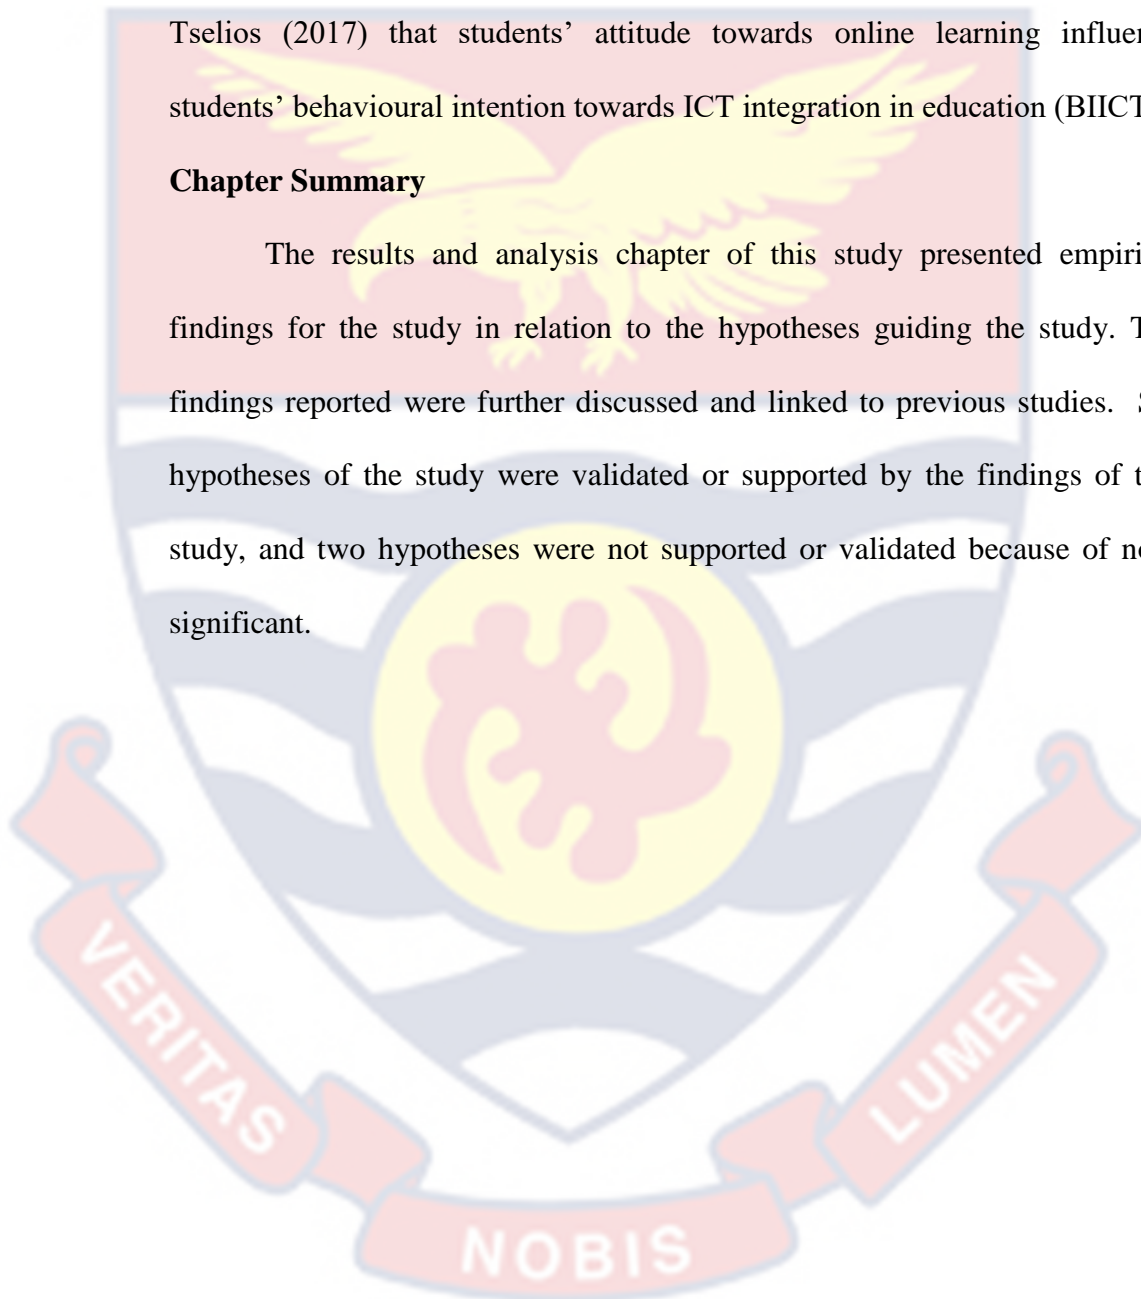 Tselios (2017) that students’ attitude towards online learning
students’ behavioural intention towards ICT integration in education
Chapter Summary
The results and analysis chapter of this study presented
findings for the study in relation to the hypotheses guiding the study.
findings reported were further discussed and linked to previous studies.
hypotheses of the study were validated or supported by the findings of
study, and two hypotheses were not supported or validated because of
significant.
VERITAS
NOBIS
LUMEN